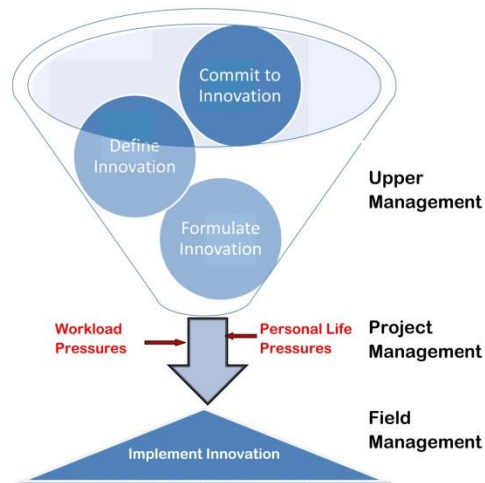 Commit to
Innovation
Define
Innovation
Formulate
Innovation
Upper
Management
Workload
Pressures
Personal Life
Pressures
Project
Management
Field
Management
Implement Innovation